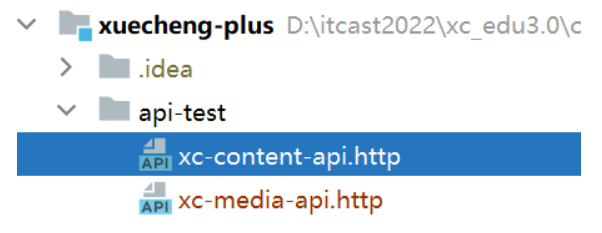 xuecheng-plus D:\itcast2022\xc_edu3.0\c
.idea
api-test
API xc-content-api.http
API xc-media-api.http